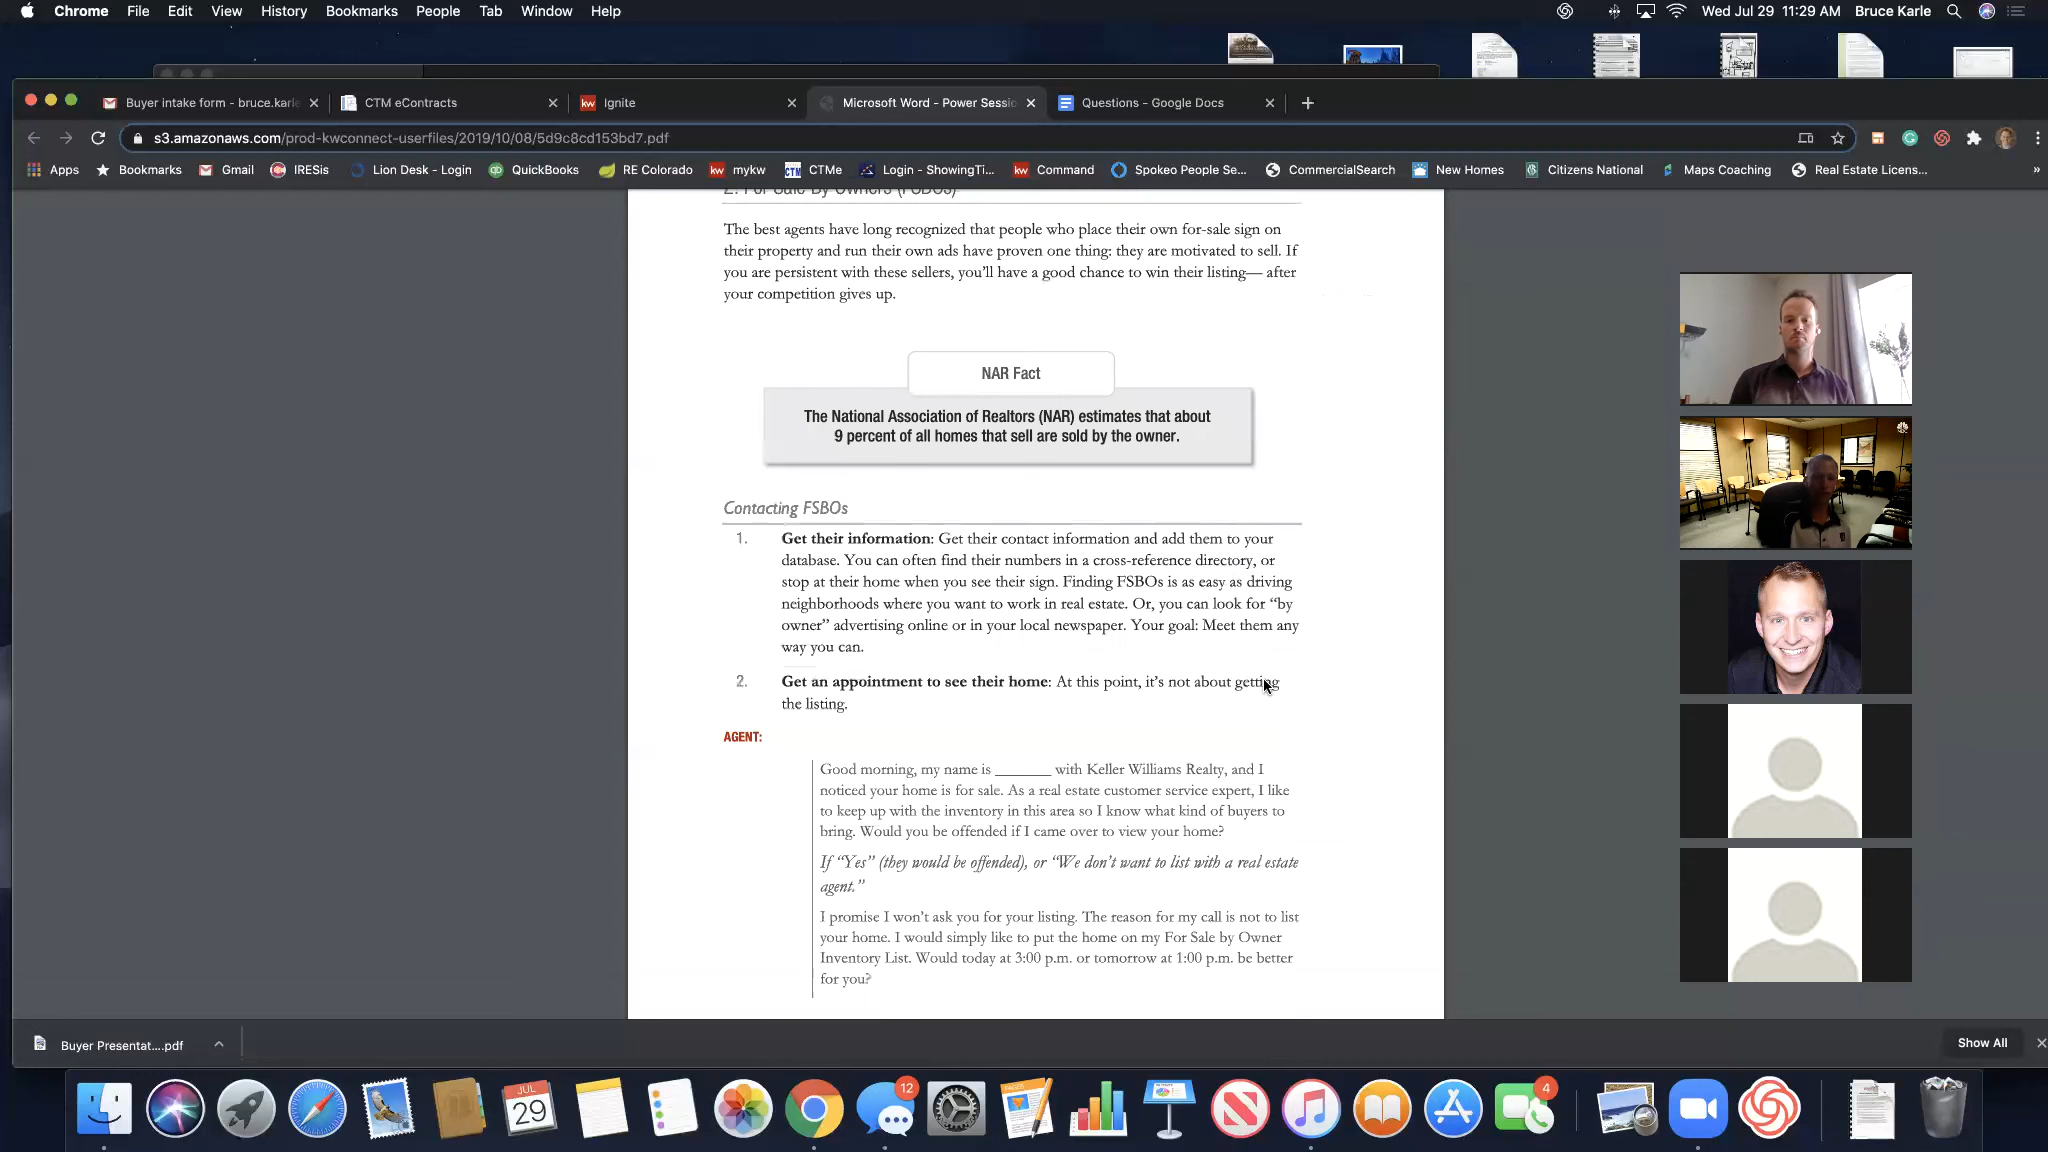 Chrome File Edit View History Bookmarks People Tab Window Help
Wed Jul 29 11:29 AM Bruce Karle
Buyer intake form - bruce.karle
CTM eContracts
kw Ignite
Microsoft Word - Power Sessio
Questions - Google Docs
s3.amazonaws.com/prod-kwconnect-userfiles/2019/10/08/5d9c8cd153bd7.pdf
Apps Bookmarks Gmail IRESis Lion Desk - Login QuickBooks RE Colorado kw mykw CTM CTMe Login - ShowingTi... kw Command Spokeo People Se... CommercialSearch New Homes Citizens National Maps Coaching Real Estate Licens... »
2. For Sale By Owners (FSBOs)
The best agents have long recognized that people who place their own for-sale sign on
their property and run their own ads have proven one thing: they are motivated to sell. If
you are persistent with these sellers, you’ll have a good chance to win their listing— after
your competition gives up.
NAR Fact
The National Association of Realtors (NAR) estimates that about
9 percent of all homes that sell are sold by the owner.
Contacting FSBOs
1. Get their information: Get their contact information and add them to your
database. You can often find their numbers in a cross-reference directory, or
stop at their home when you see their sign. Finding FSBOs is as easy as driving
neighborhoods where you want to work in real estate. Or, you can look for “by
owner” advertising online or in your local newspaper. Your goal: Meet them any
way you can.
2. Get an appointment to see their home: At this point, it’s not about getting
the listing.
AGENT:
Good morning, my name is _______ with Keller Williams Realty, and I
noticed your home is for sale. As a real estate customer service expert, I like
to keep up with the inventory in this area so I know what kind of buyers to
bring. Would you be offended if I came over to view your home?
If “Yes” (they would be offended), or “We don’t want to list with a real estate
agent.”
I promise I won’t ask you for your listing. The reason for my call is not to list
your home. I would simply like to put the home on my For Sale by Owner
Inventory List. Would today at 3:00 p.m. or tomorrow at 1:00 p.m. be better
for you?
Buyer Presentat....pdf
Show All
JUL
29
12
4